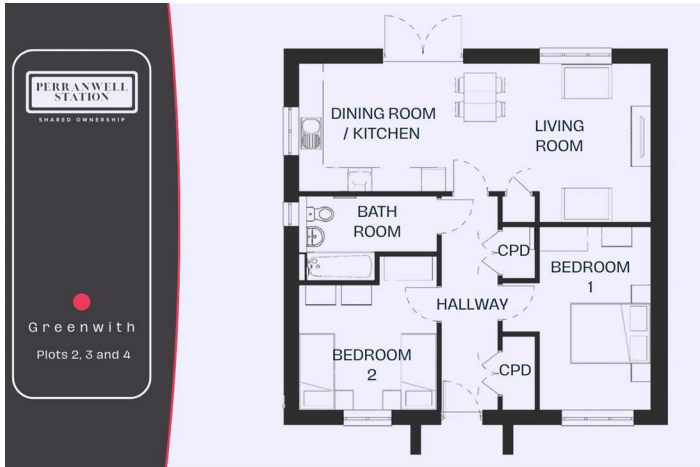 PERRANWELL
STATION
SHARED OWNERSHIP
Greenwith
Plots 2, 3 and 4
DINING ROOM
/ KITCHEN
LIVING
ROOM
BATH
ROOM
CPD
BEDROOM
1
HALLWAY
BEDROOM
2
CPD